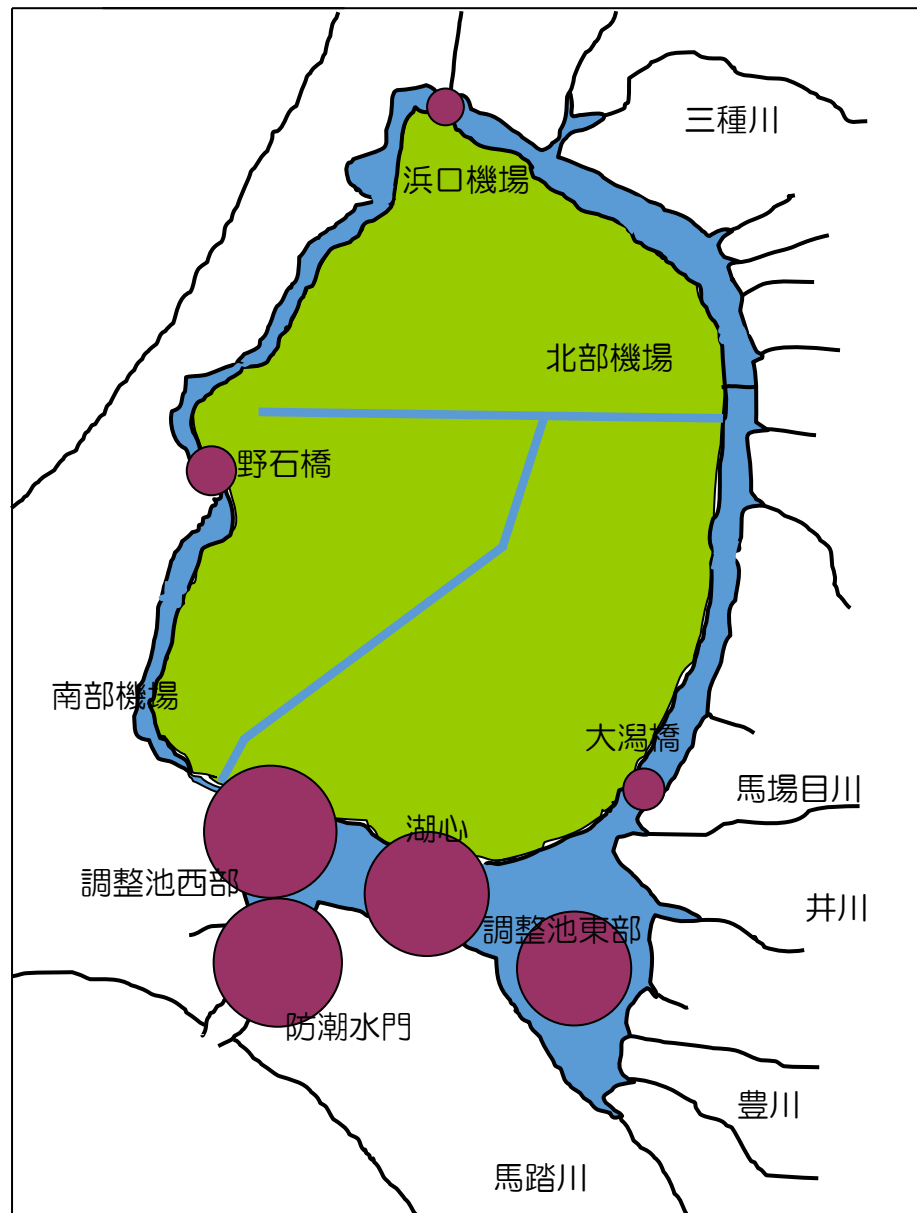 三種川
浜口機場
北部機場
野石橋
南部機場
大潟橋
馬場目川
湖心
調整池西部
井川
調整池東部
防潮水門
豊川
馬踏川